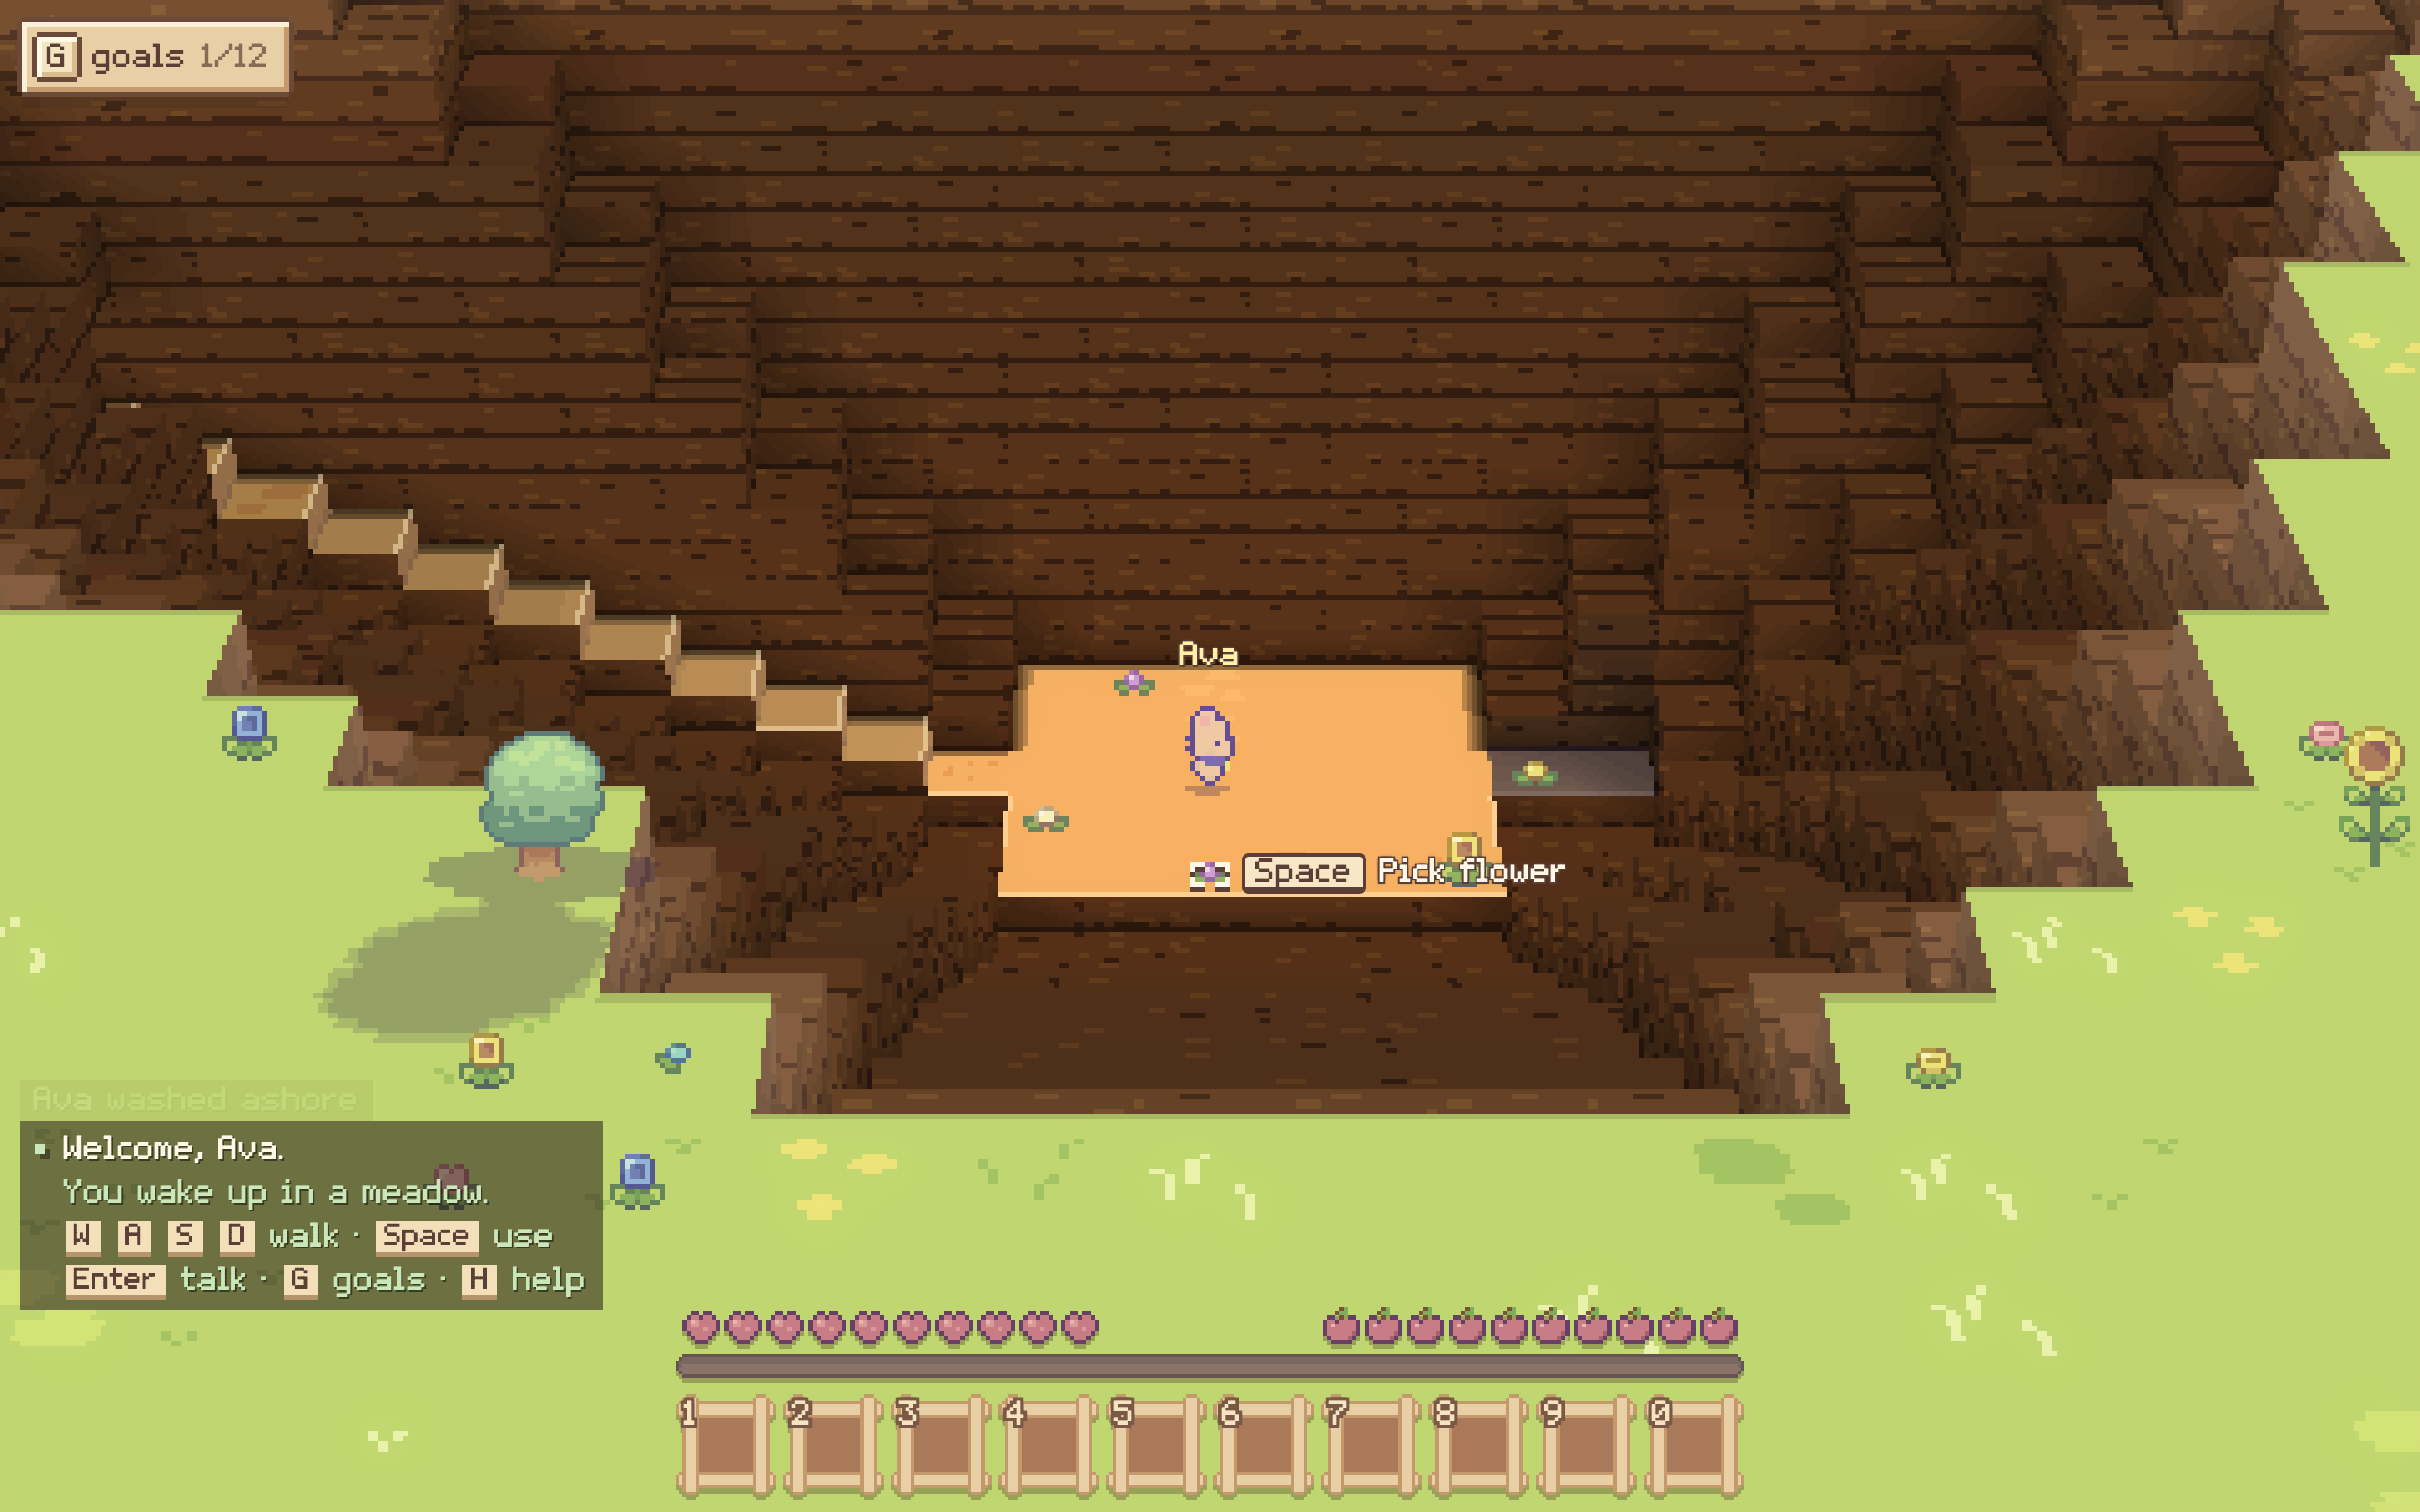 G goals 1/12
Ava
Space Pick flower
Ava washed ashore
Welcome, Ava.
You wake up in a meadow.
W A S D walk · Space use
Enter talk · G goals · H help
1 2 3 4 5 6 7 8 9 0